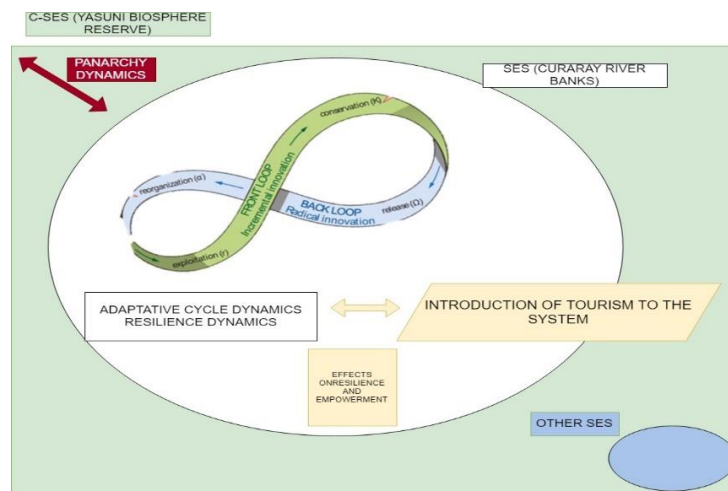 C-SES (YASUNI BIOSPHERE
RESERVE)
PANARCHY
DYNAMICS
SES (CURARAY RIVER
BANKS)
conservation (K)
reorganization (α)
FRONT LOOP
Incremental innovation
BACK LOOP
Radical innovation
release (Ω)
exploitation (r)
ADAPTATIVE CYCLE DYNAMICS
RESILIENCE DYNAMICS
INTRODUCTION OF TOURISM TO THE
SYSTEM
EFFECTS
ONRESILIENCE
AND
EMPOWERMENT
OTHER SES